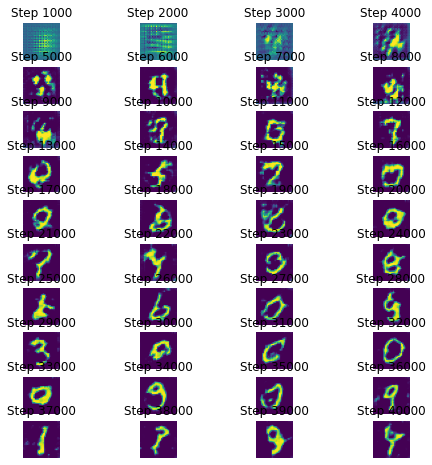 Step 1000 Step 2000 Step 3000 Step 4000
Step 5000 Step 6000 Step 7000 Step 8000
Step 9000 Step 10000 Step 11000 Step 12000
Step 13000 Step 14000 Step 15000 Step 16000
Step 17000 Step 18000 Step 19000 Step 20000
Step 21000 Step 22000 Step 23000 Step 24000
Step 25000 Step 26000 Step 27000 Step 28000
Step 29000 Step 30000 Step 31000 Step 32000
Step 33000 Step 34000 Step 35000 Step 36000
Step 37000 Step 38000 Step 39000 Step 40000